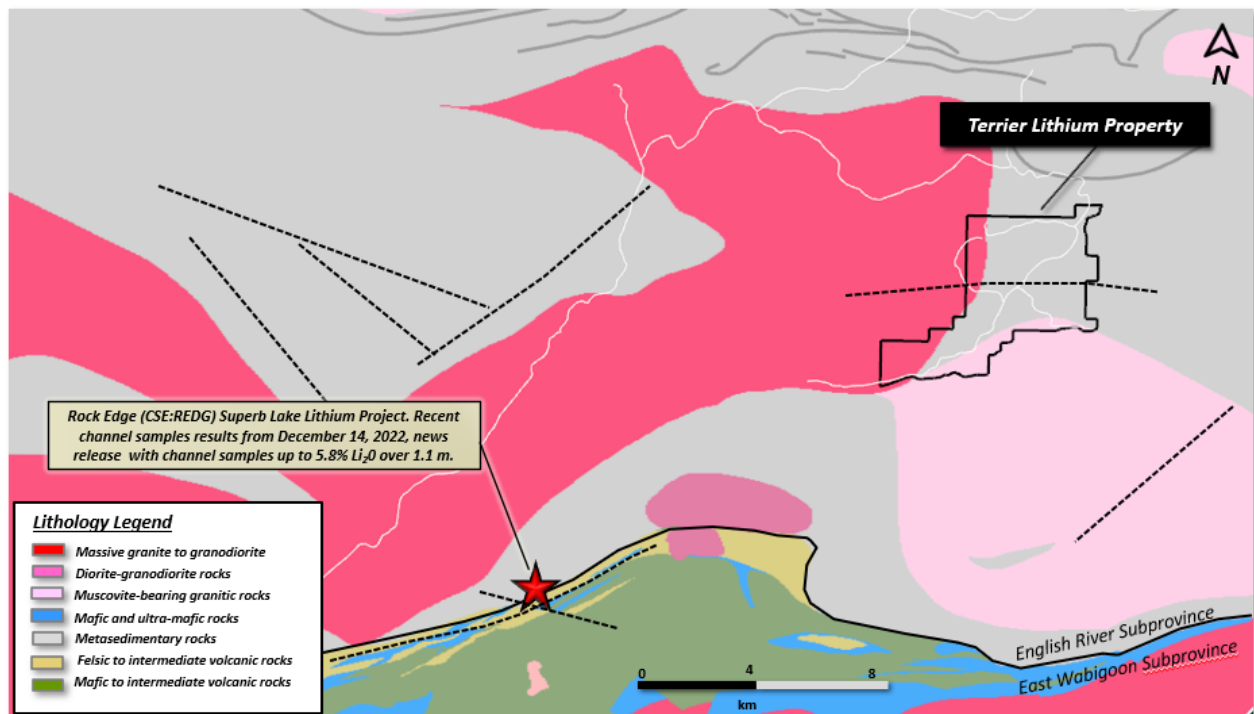 N
Terrier Lithium Property
Rock Edge (CSE:REDG) Superb Lake Lithium Project. Recent
channel samples results from December 14, 2022, news
release with channel samples up to 5.8% Li₂0 over 1.1 m.
Lithology Legend
Massive granite to granodiorite
Diorite-granodiorite rocks
Muscovite-bearing granitic rocks
Mafic and ultra-mafic rocks
Metasedimentary rocks
Felsic to intermediate volcanic rocks
Mafic to intermediate volcanic rocks
English River Subprovince
East Wabigoon Subprovince
0 4 8
km